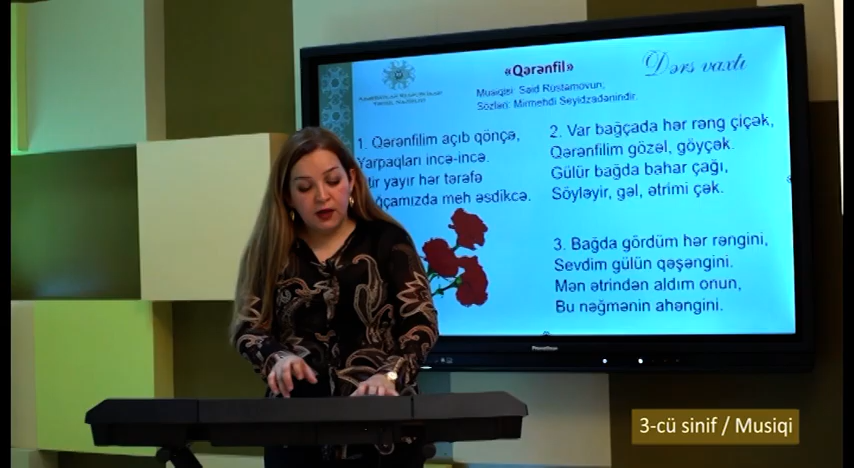 «Qərənfil»
Dərs vaxtı
Musiqisi: Səid Rüstəmovun,
Sözləri: Mirmehdi Seyidzadənindir.
1. Qərənfilim açıb qönçə,
Yarpaqları incə-incə.
yayır hər tərəfə
meh əsdikcə.
2. Var bağçada hər rəng çiçək,
Qərənfilim gözəl, göyçək.
Gülür bağda bahar çağı,
Söyləyir, gəl, ətrimi çək.
3. Bağda gördüm hər rəngini,
Sevdim gülün qəşəngini.
Mən ətrindən aldım onun,
Bu nəğmənin ahəngini.
3-cü sinif / Musiqi